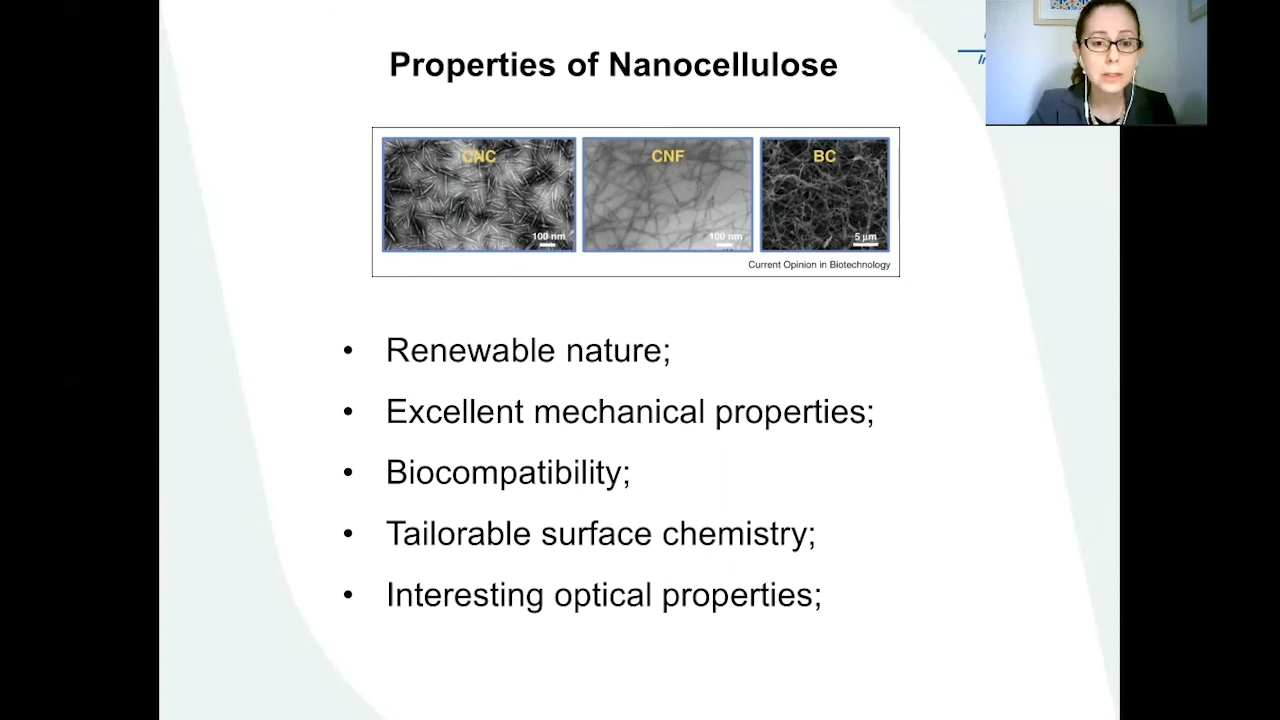 Properties of Nanocellulose
CNC
CNF
BC
100 nm
100 nm
5 µm
Current Opinion in Biotechnology
• Renewable nature;
• Excellent mechanical properties;
• Biocompatibility;
• Tailorable surface chemistry;
• Interesting optical properties;